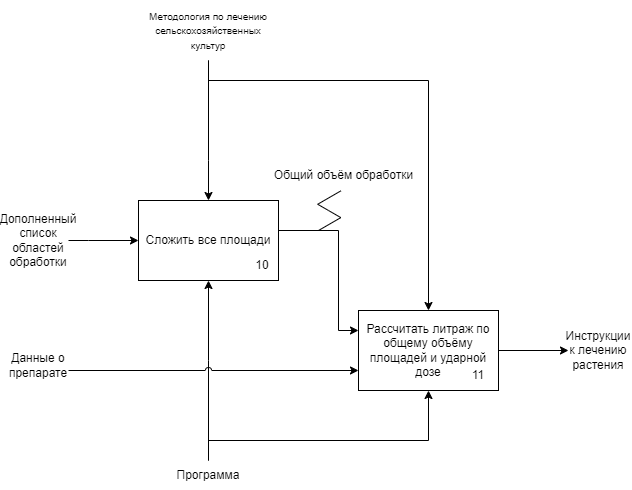 Методология по лечению
сельскохозяйственных
культур
Общий объём обработки
Дополненный
список
областей
обработки
Сложить все площади
10
Рассчитать литраж по
общему объёму
площадей и ударной
дозе
11
Инструкции
к лечению
растения
Данные о
препарате
Программа